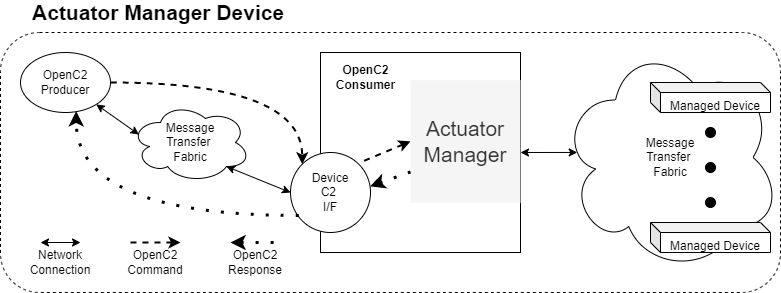 Actuator Manager Device
OpenC2
Producer
Message
Transfer
Fabric
OpenC2
Consumer
Device
C2
I/F
Actuator
Manager
Managed Device
Message
Transfer
Fabric
Managed Device
Network
Connection
OpenC2
Command
OpenC2
Response